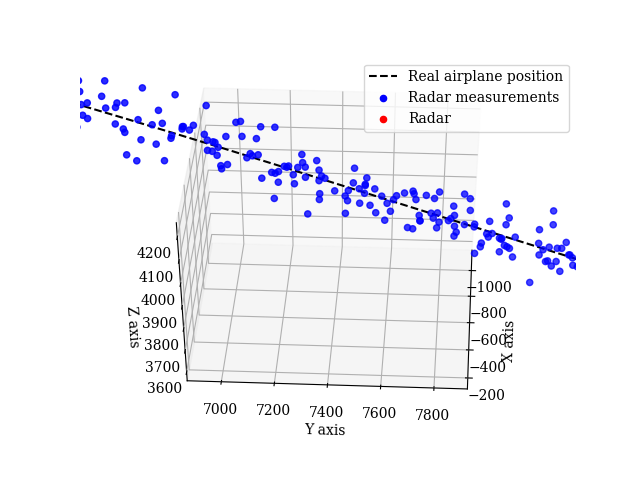 Real airplane position
Radar measurements
Radar
4200
4100
4000
3900
3800
3700
3600
Z axis
7000
7200
7400
7600
7800
Y axis
1000
−800
−600
−400
−200
X axis